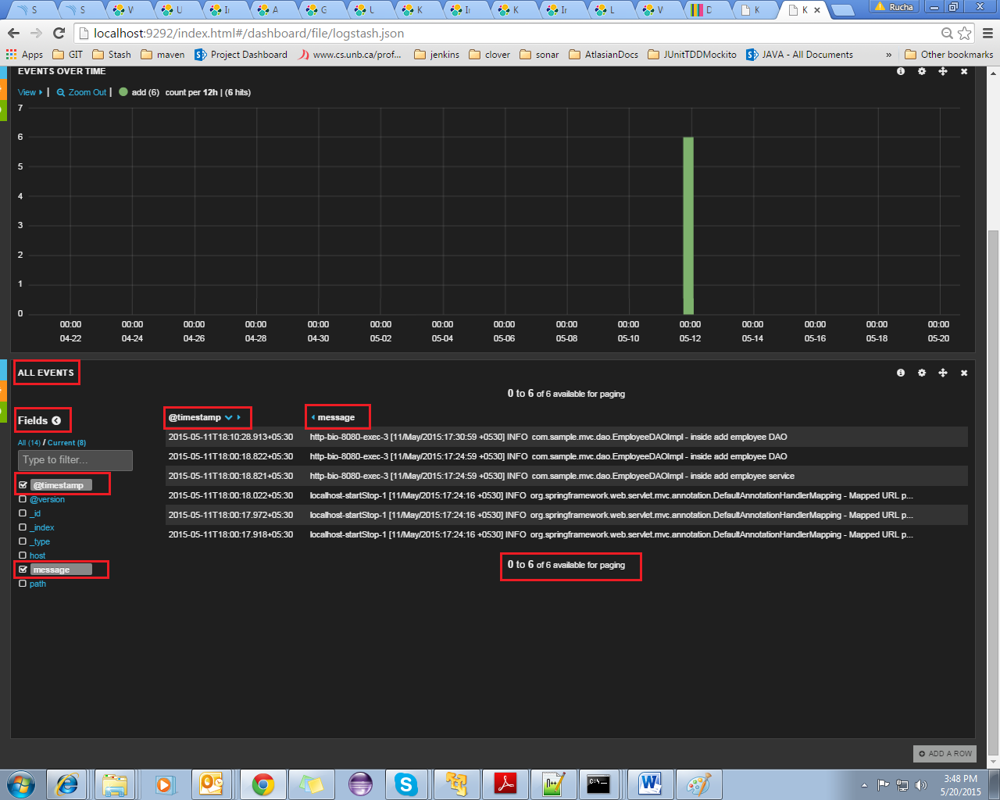 S S W U I A G U K I K I L V D K K Rucha
localhost:9292/index.html#/dashboard/file/logstash.json
Apps GIT Stash maven Project Dashboard www.cs.unb.ca/prof... jenkins clover sonar AtlasianDocs JUnitTDDMockito JAVA - All Documents » Other bookmarks
EVENTS OVER TIME
View | Zoom Out | add (6) count per 12h | (6 hits)
7
6
5
4
3
2
1
0
00:00 00:00 00:00 00:00 00:00 00:00 00:00 00:00 00:00 00:00 00:00 00:00 00:00 00:00 00:00
04-22 04-24 04-26 04-28 04-30 05-02 05-04 05-06 05-08 05-10 05-12 05-14 05-16 05-18 05-20
ALL EVENTS
0 to 6 of 6 available for paging
Fields
All (14) / Current (8)
Type to filter...
@timestamp
@version
_id
_index
_type
host
message
path
@timestamp message
2015-05-11T18:10:28.913+05:30 http-bio-8080-exec-3 [11/May/2015:17:30:59 +0530] INFO com.sample.mvc.dao.EmployeeDAOImpl - inside add employee DAO
2015-05-11T18:00:18.822+05:30 http-bio-8080-exec-3 [11/May/2015:17:24:59 +0530] INFO com.sample.mvc.dao.EmployeeDAOImpl - inside add employee DAO
2015-05-11T18:00:18.821+05:30 http-bio-8080-exec-3 [11/May/2015:17:24:59 +0530] INFO com.sample.mvc.dao.EmployeeDAOImpl - inside add employee service
2015-05-11T18:00:18.022+05:30 localhost-startStop-1 [11/May/2015:17:24:16 +0530] INFO org.springframework.web.servlet.mvc.annotation.DefaultAnnotationHandlerMapping - Mapped URL p...
2015-05-11T18:00:17.972+05:30 localhost-startStop-1 [11/May/2015:17:24:16 +0530] INFO org.springframework.web.servlet.mvc.annotation.DefaultAnnotationHandlerMapping - Mapped URL p...
2015-05-11T18:00:17.918+05:30 localhost-startStop-1 [11/May/2015:17:24:16 +0530] INFO org.springframework.web.servlet.mvc.annotation.DefaultAnnotationHandlerMapping - Mapped URL p...
0 to 6 of 6 available for paging
ADD A ROW
3:48 PM
5/20/2015